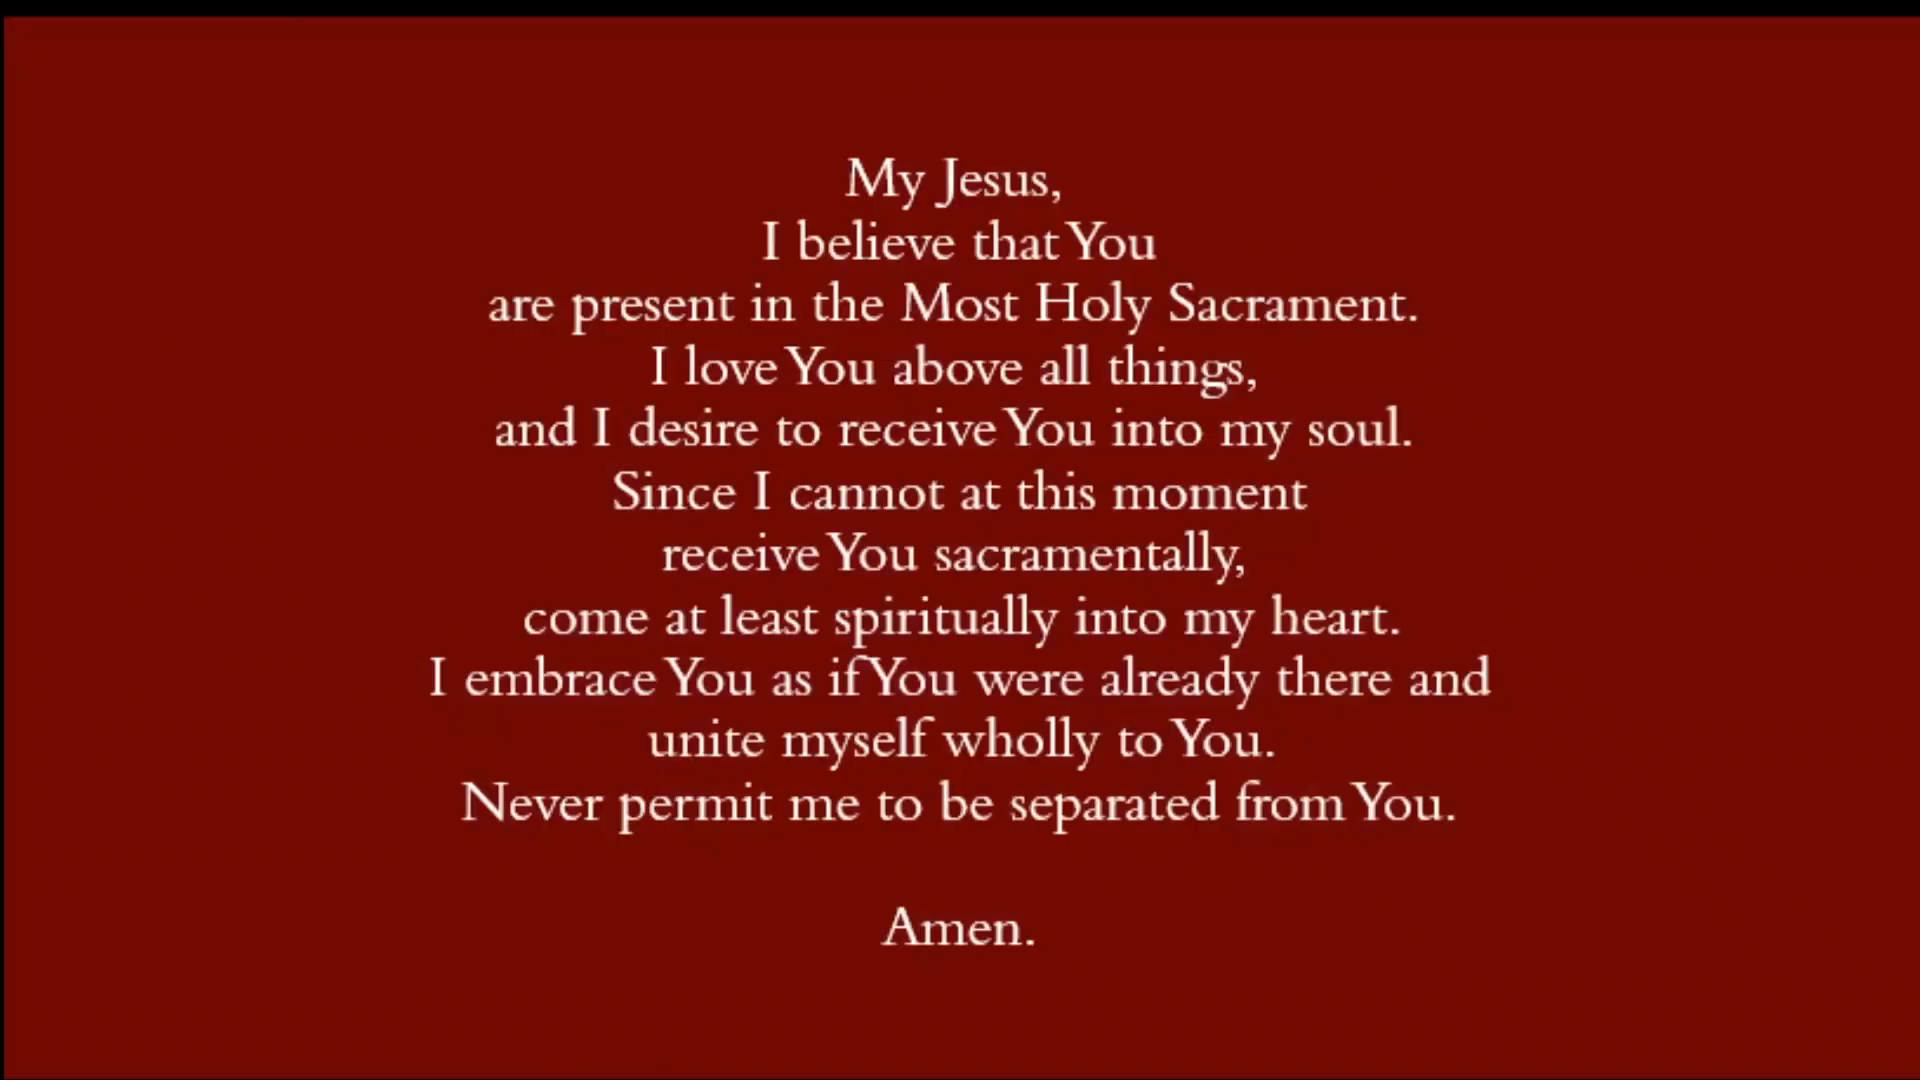 My Jesus,
I believe that You
are present in the Most Holy Sacrament.
I love You above all things,
and I desire to receive You into my soul.
Since I cannot at this moment
receive You sacramentally,
come at least spiritually into my heart.
I embrace You as if You were already there and
unite myself wholly to You.
Never permit me to be separated from You.
Amen.